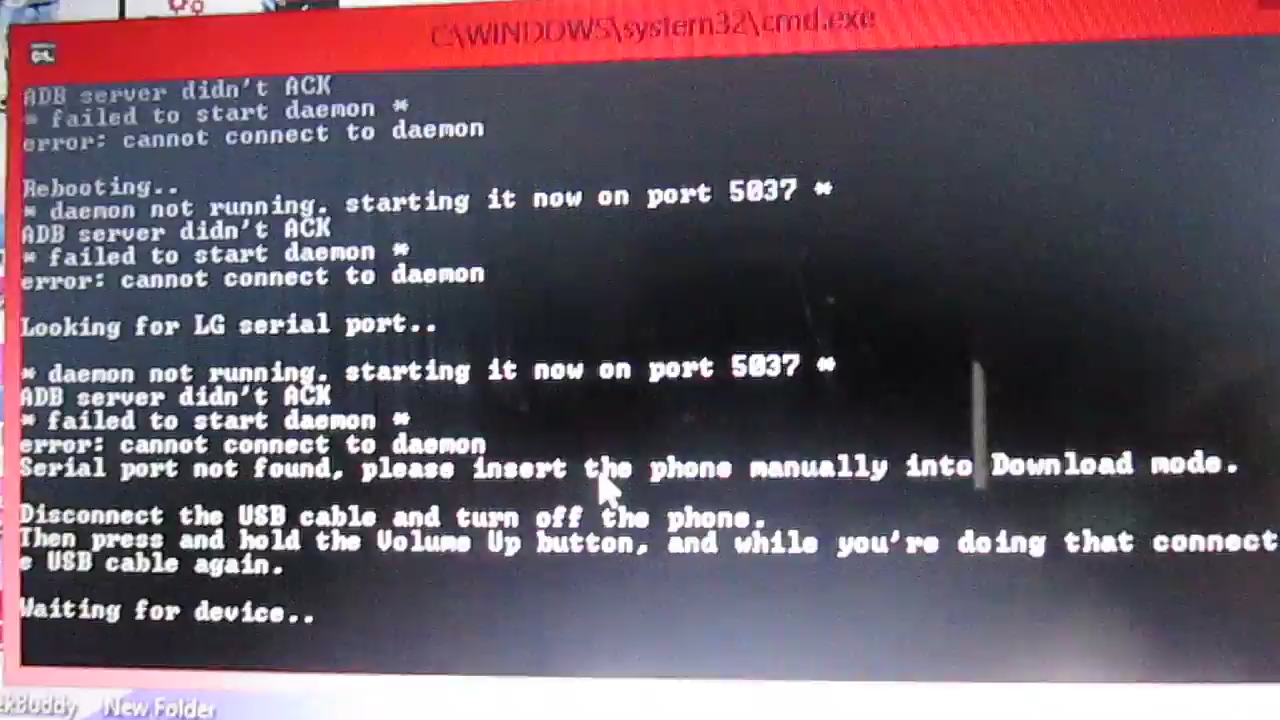 C:\WINDOWS\system32\cmd.exe
ADB server didn't ACK
* failed to start daemon *
error: cannot connect to daemon
Rebooting..
* daemon not running. starting it now on port 5037 *
ADB server didn't ACK
* failed to start daemon *
error: cannot connect to daemon
Looking for LG serial port..
* daemon not running. starting it now on port 5037 *
ADB server didn't ACK
* failed to start daemon *
error: cannot connect to daemon
Serial port not found, please insert the phone manually into Download mode.
Disconnect the USB cable and turn off the phone.
Then press and hold the Volume Up button, and while you're doing that connect
e USB cable again.
Waiting for device..
New Folder